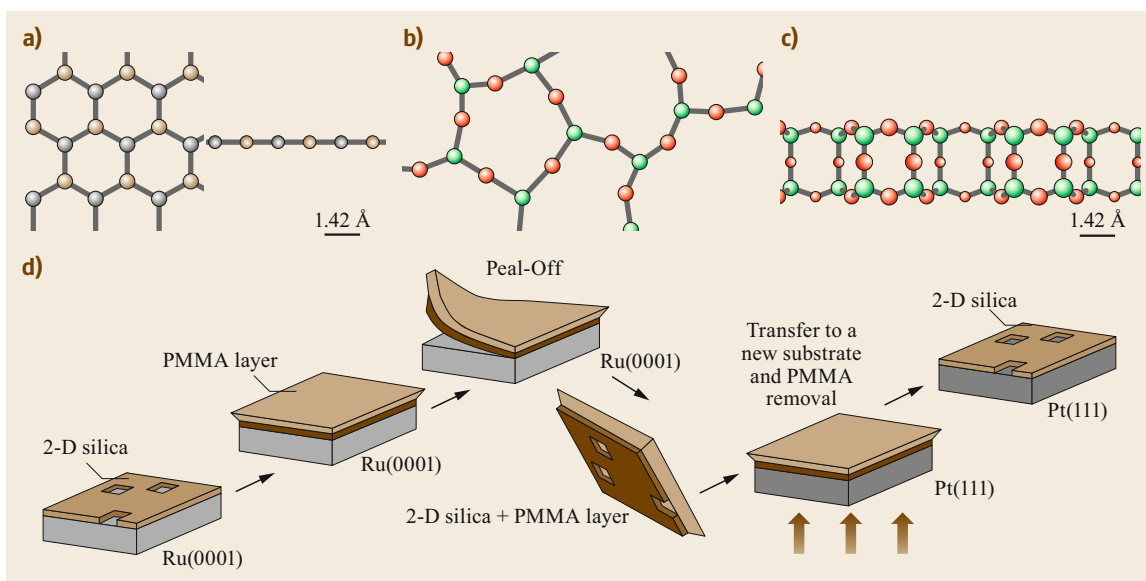 a)
b)
c)
1.42 Å
1.42 Å
d)
Peal-Off
2-D silica
PMMA layer
Ru(0001)
Transfer to a
new substrate
and PMMA
removal
2-D silica
Ru(0001)
Pt(111)
2-D silica + PMMA layer
Pt(111)
Ru(0001)